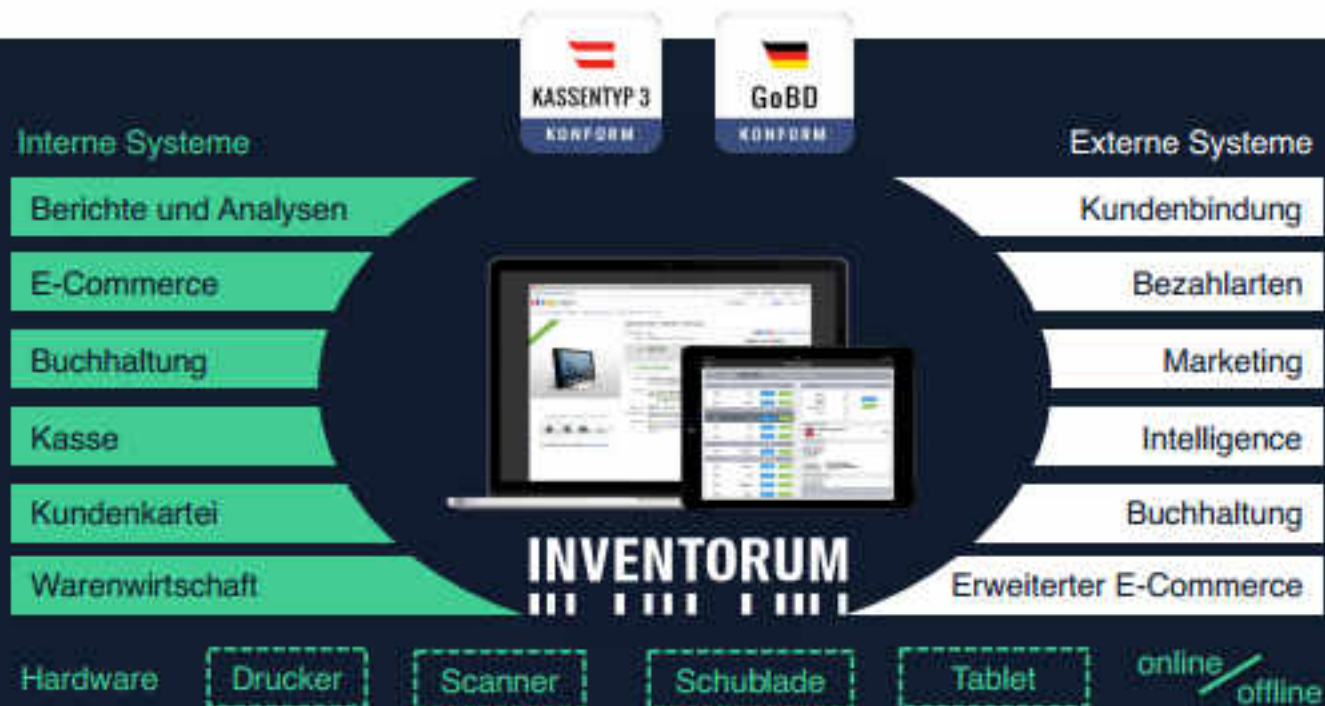 KASSENTYP 3
KONFORM
GoBD
KONFORM
Interne Systeme
Externe Systeme
Berichte und Analysen
Kundenbindung
E-Commerce
Bezahlarten
Buchhaltung
Marketing
Kasse
Intelligence
Kundenkartei
Buchhaltung
Warenwirtschaft
Erweiterter E-Commerce
INVENTORUM
Hardware
Drucker
Scanner
Schublade
Tablet
online
offline